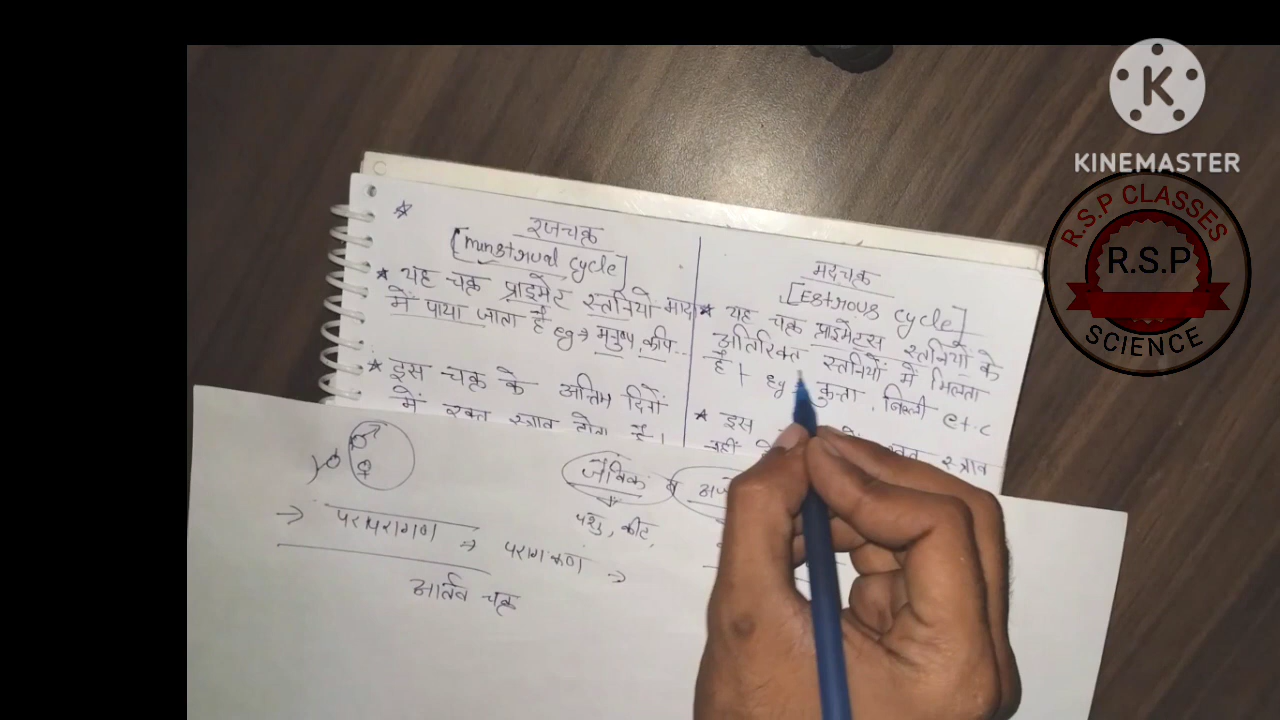 रजचक्र
[menstrual cycle]
* यह चक्र प्राइमेट स्तनियो मादा
में पाया जाता है eg → मनुष्य, कपि...
* इस चक्र के अन्तिम दिनों
में रक्त स्त्राव होता है।
मदचक्र
[Estrous cycle]
* यह चक्र प्राइमेटस स्तनियों के
अतिरिक्त स्तनियों में मिलता
है। eg → कुत्ता, बिल्ली etc
* इस
नहीं स्त्राव
जैविक व
पशु, कीट,
→ परपरागण → परागकण →
आर्तव चक्र
K
KINEMASTER
R.S.P CLASSES
R.S.P
SCIENCE